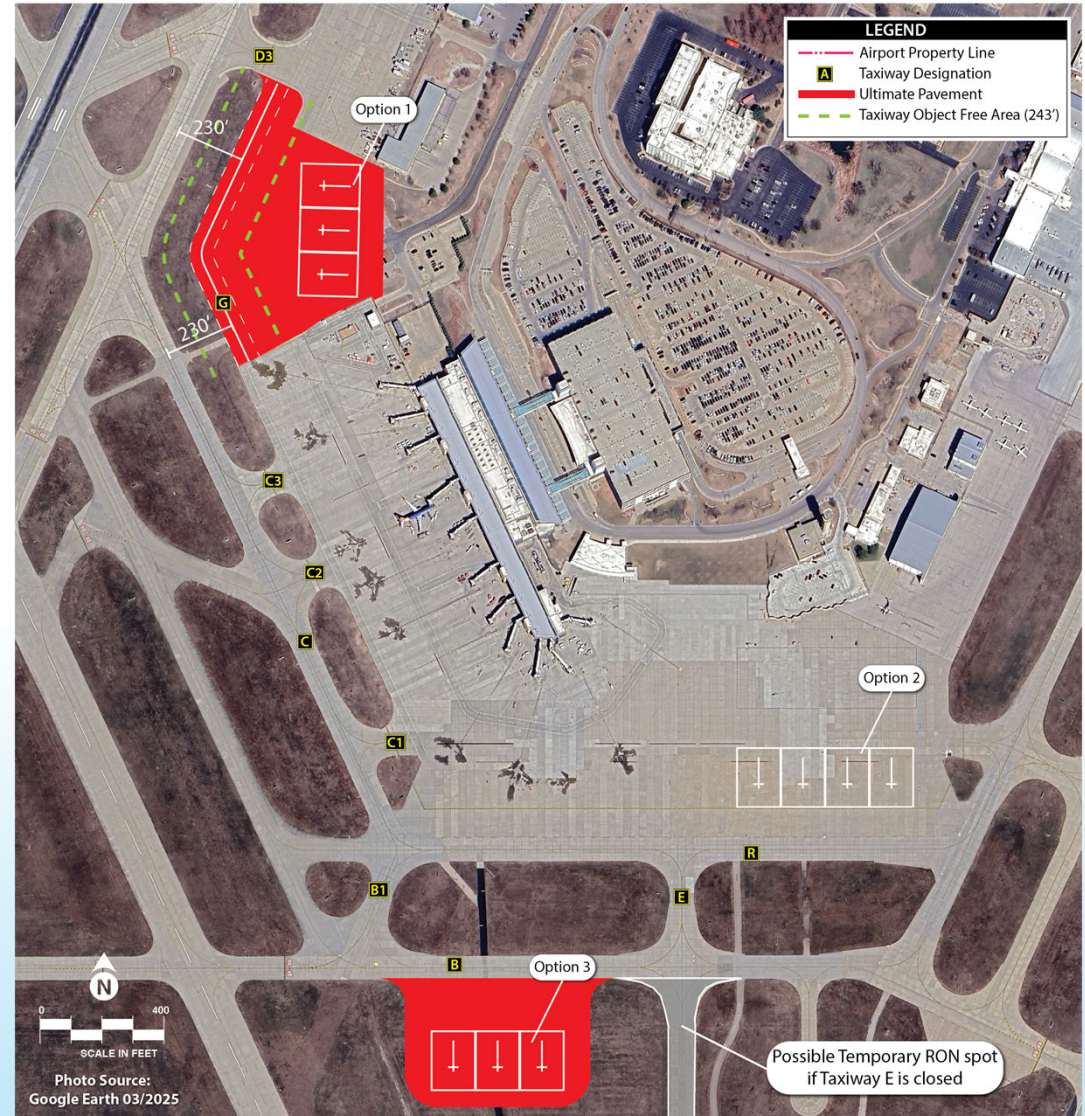 LEGEND
Airport Property Line
A Taxiway Designation
Ultimate Pavement
Taxiway Object Free Area (243')
D3
Option 1
230'
G
230'
C3
C2
C
Option 2
C1
R
B1
E
B
Option 3
N
0 400
SCALE IN FEET
Photo Source:
Google Earth 03/2025
Possible Temporary RON spot
if Taxiway E is closed